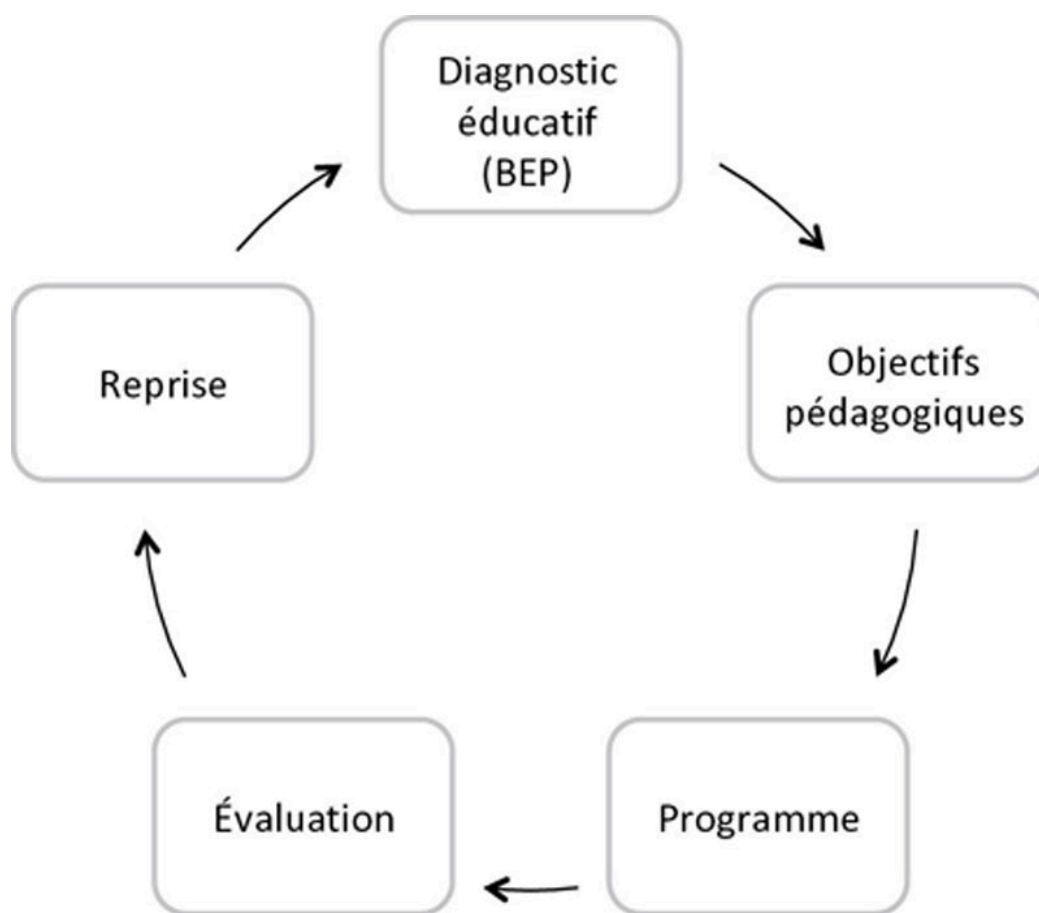 Diagnostic
éducatif
(BEP)
Objectifs
pédagogiques
Programme
Évaluation
Reprise